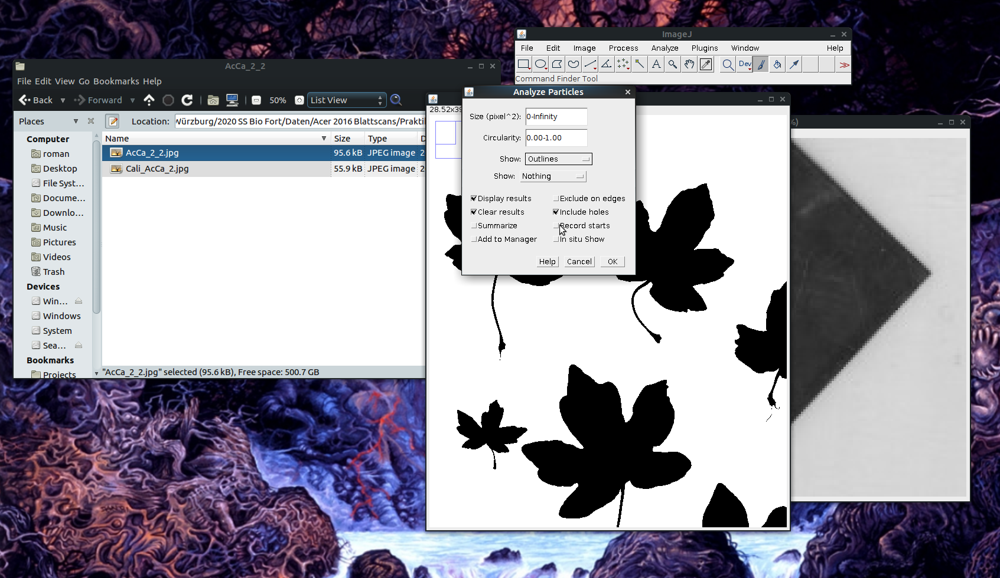 ImageJ
File Edit Image Process Analyze Plugins Window Help
Dev
Command Finder Tool
AcCa_2_2
File Edit View Go Bookmarks Help
Back Forward 50% List View
Places Location: Würzburg/2020 SS Bio Fort/Daten/Acer 2016 Blattscans/Prakti
Name Size Type D
AcCa_2_2.jpg 95.6 kB JPEG image 2
Cali_AcCa_2.jpg 55.9 kB JPEG image 2
Computer
roman
Desktop
File Syst...
Docume...
Downlo...
Music
Pictures
Videos
Trash
Devices
Win...
Windows
System
Sea...
Bookmarks
Projects
"AcCa_2_2.jpg" selected (95.6 kB), Free space: 500.7 GB
28.52x39
%)
Analyze Particles
Size (pixel^2): 0-Infinity
Circularity: 0.00-1.00
Show: Outlines
Show: Nothing
Display results Exclude on edges
Clear results Include holes
Summarize Record starts
Add to Manager In situ Show
Help Cancel OK